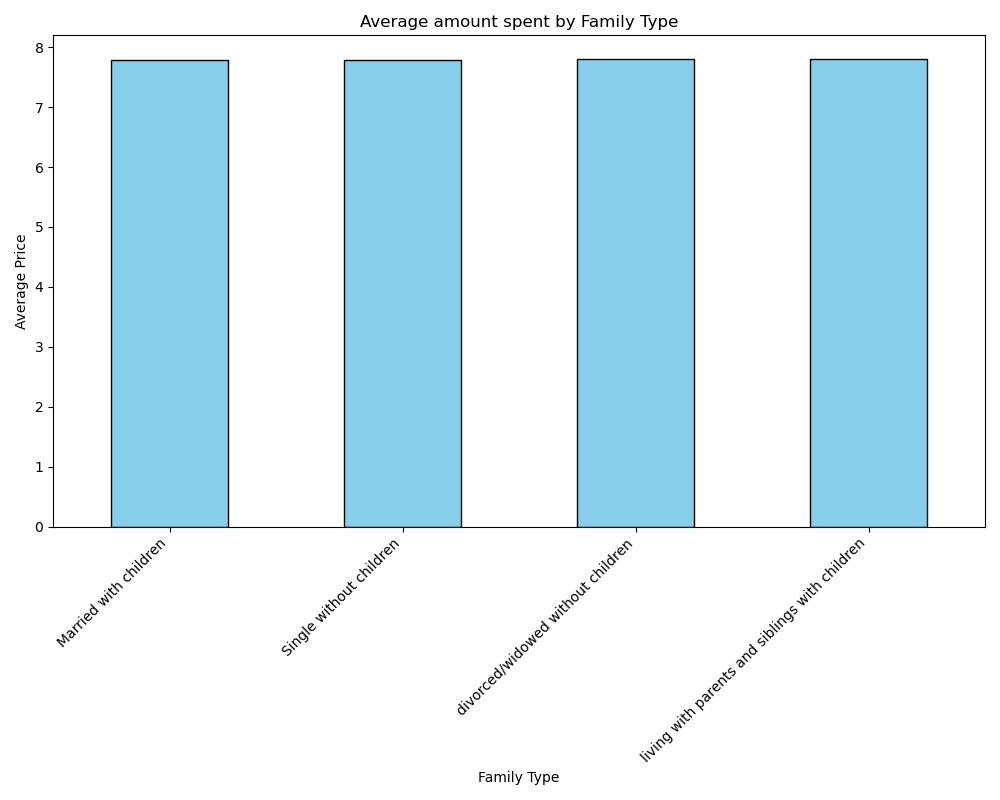 Average amount spent by Family Type
Average Price
8
7
6
5
4
3
2
1
0
Married with children
Single without children
divorced/widowed without children
living with parents and siblings with children
Family Type